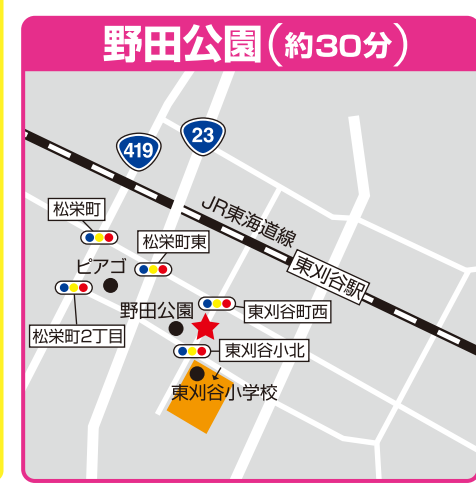 野田公園(約30分)
419
23
JR東海道線
松栄町
松栄町東
東刈谷駅
ピアゴ
野田公園
東刈谷町西
松栄町2丁目
東刈谷小北
東刈谷小学校